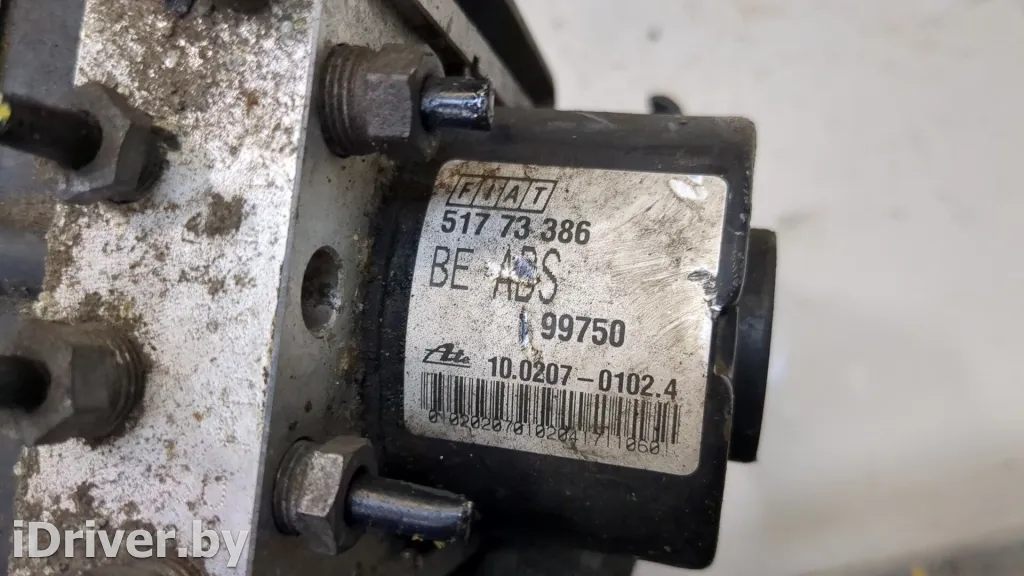 FIAT
517 73 386
BE ABS
99750
Ate 10.0207-0102.4
iDriver.by